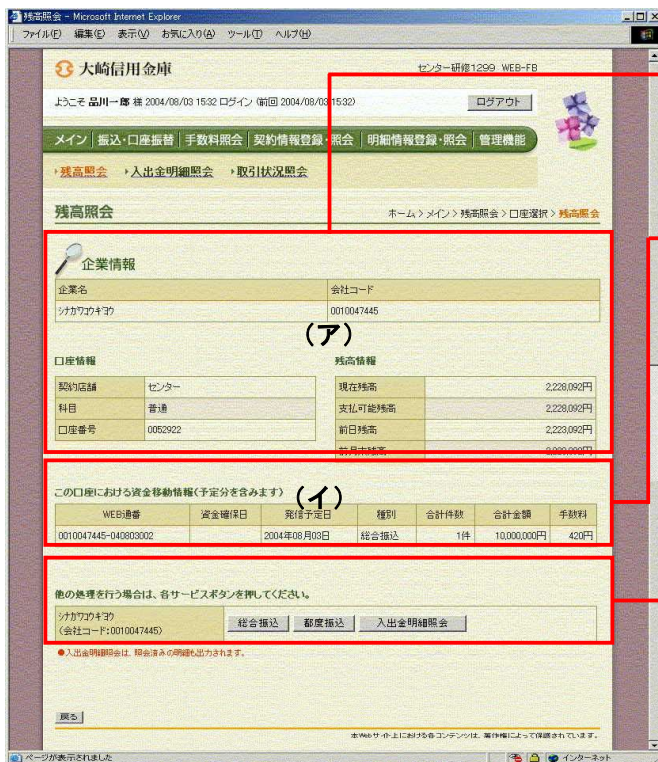 残高照会 - Microsoft Internet Explorer
ファイル(F) 編集(E) 表示(V) お気に入り(A) ツール(T) ヘルプ(H)
大崎信用金庫
センター研修1299 WEB-FB
ようこそ 品川一郎 様 2004/08/03 15:32 ログイン (前回 2004/08/03 15:32)
ログアウト
メイン 振込・口座振替 手数料照会 契約情報登録・照会 明細情報登録・照会 管理機能
残高照会 入出金明細照会 取引状況照会
残高照会
ホーム > メイン > 残高照会 > 口座選択 > 残高照会
企業情報
企業名 会社コード
シナガワコウギヨウ 0010047445
(ア)
口座情報 残高情報
契約店舗 センター 現在残高 2,228,092円
科目 普通 支払可能残高 2,228,092円
口座番号 0052922 前日残高 2,223,092円
前月末残高
この口座における資金移動情報(予定分を含みます)
(イ)
WEB通番 資金確保日 発信予定日 種別 合計件数 合計金額 手数料
0010047445-040803002 2004年08月03日 総合振込 1件 10,000,000円 420円
他の処理を行う場合は、各サービスボタンを押してください。
シナガワコウギヨウ
(会社コード:0010047445)
総合振込 都度振込 入出金明細照会
●入出金明細照会は、照会済みの明細も出力されます。
戻る
本Webサイト上における各コンテンツは、著作権によって保護されています。
ページが表示されました
インターネット